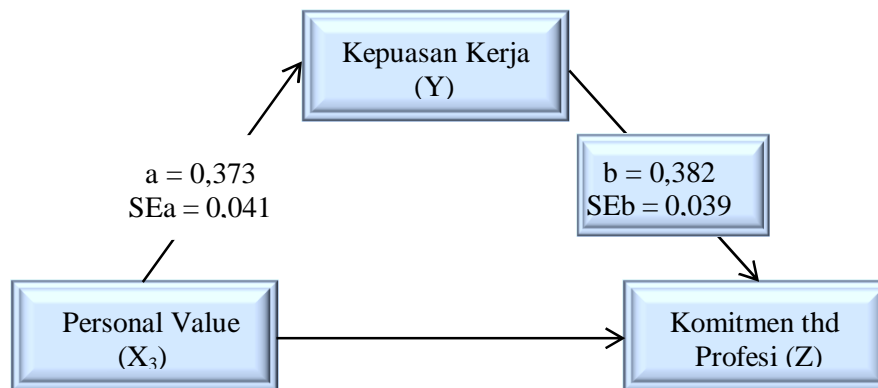 Kepuasan Kerja
(Y)
a = 0,373
SEa = 0,041
b = 0,382
SEb = 0,039
Personal Value
(X₃)
Komitmen thd
Profesi (Z)